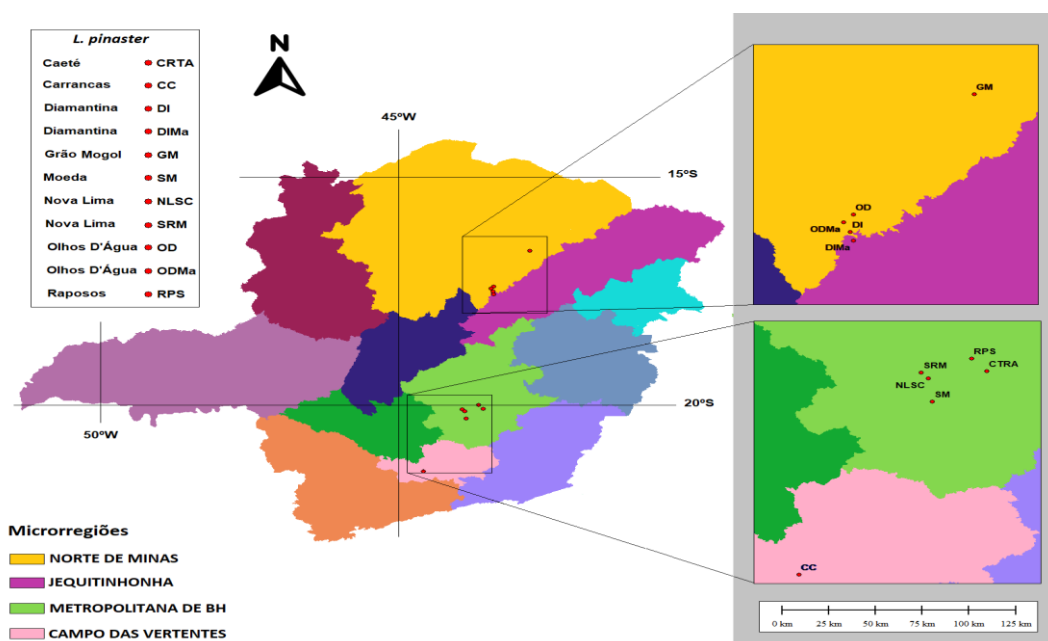 L. pinaster
Caeté CRTA
Carrancas CC
Diamantina DI
Diamantina DIMa
Grão Mogol GM
Moeda SM
Nova Lima NLSC
Nova Lima SRM
Olhos D'Água OD
Olhos D'Água ODMa
Raposos RPS
N
45ºW
15ºS
20ºS
50ºW
GM
OD
ODMa
DI
DIMa
RPS
SRM
CTRA
NLSC
SM
CC
Microrregiões
NORTE DE MINAS
JEQUITINHONHA
METROPOLITANA DE BH
CAMPO DAS VERTENTES
0 km 25 km 50 km 75 km 100 km 125 km